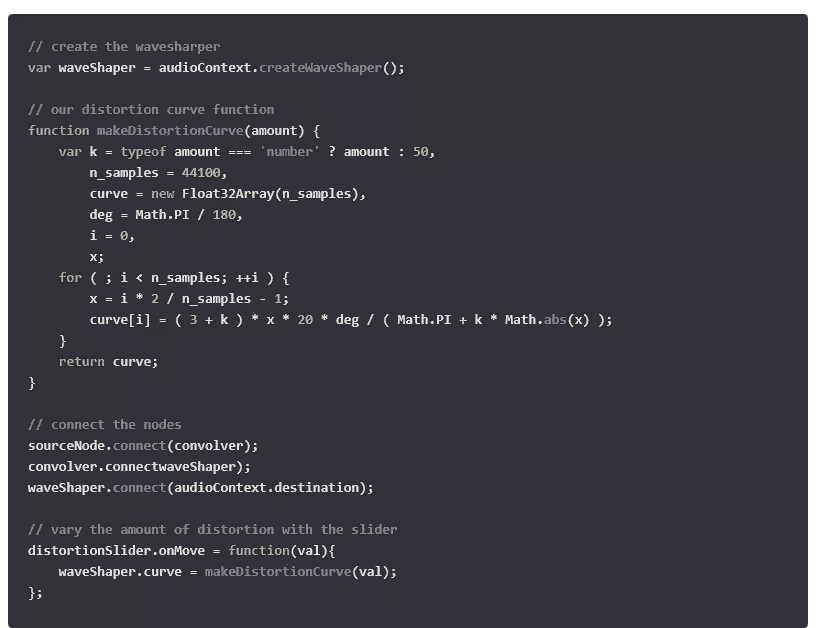 // create the wavesharper
var waveShaper = audioContext.createWaveShaper();
// our distortion curve function
function makeDistortionCurve(amount) {
    var k = typeof amount === 'number' ? amount : 50,
        n_samples = 44100,
        curve = new Float32Array(n_samples),
        deg = Math.PI / 180,
        i = 0,
        x;
    for ( ; i < n_samples; ++i ) {
        x = i * 2 / n_samples - 1;
        curve[i] = ( 3 + k ) * x * 20 * deg / ( Math.PI + k * Math.abs(x) );
    }
    return curve;
}
// connect the nodes
sourceNode.connect(convolver);
convolver.connectwaveShaper);
waveShaper.connect(audioContext.destination);
// vary the amount of distortion with the slider
distortionSlider.onMove = function(val){
    waveShaper.curve = makeDistortionCurve(val);
};